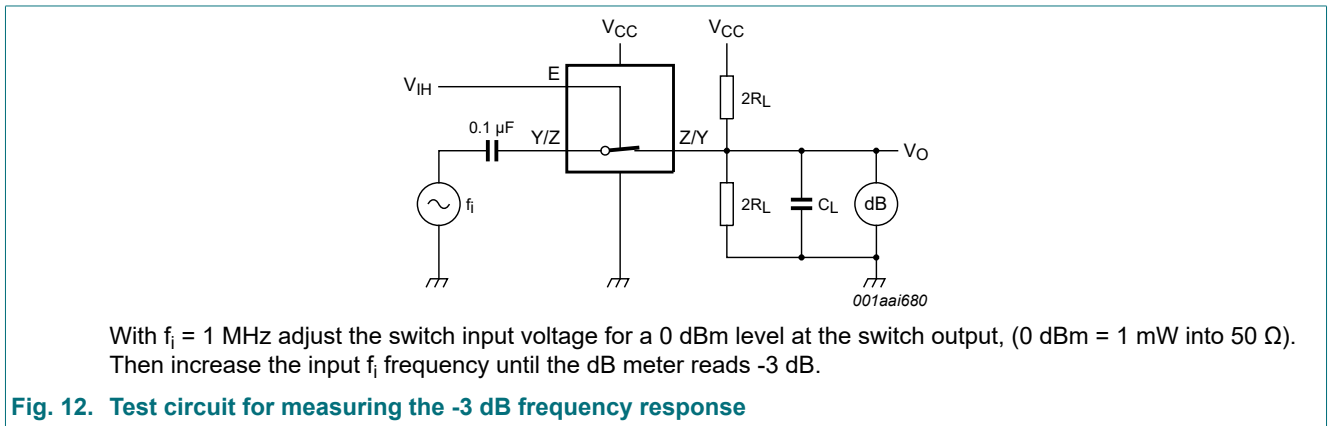 VCC VCC
E
VIH
2RL
0.1 µF
Y/Z Z/Y
VO
fi
2RL CL dB
001aai680
With fi = 1 MHz adjust the switch input voltage for a 0 dBm level at the switch output, (0 dBm = 1 mW into 50 Ω).
Then increase the input fi frequency until the dB meter reads -3 dB.
Fig. 12. Test circuit for measuring the -3 dB frequency response